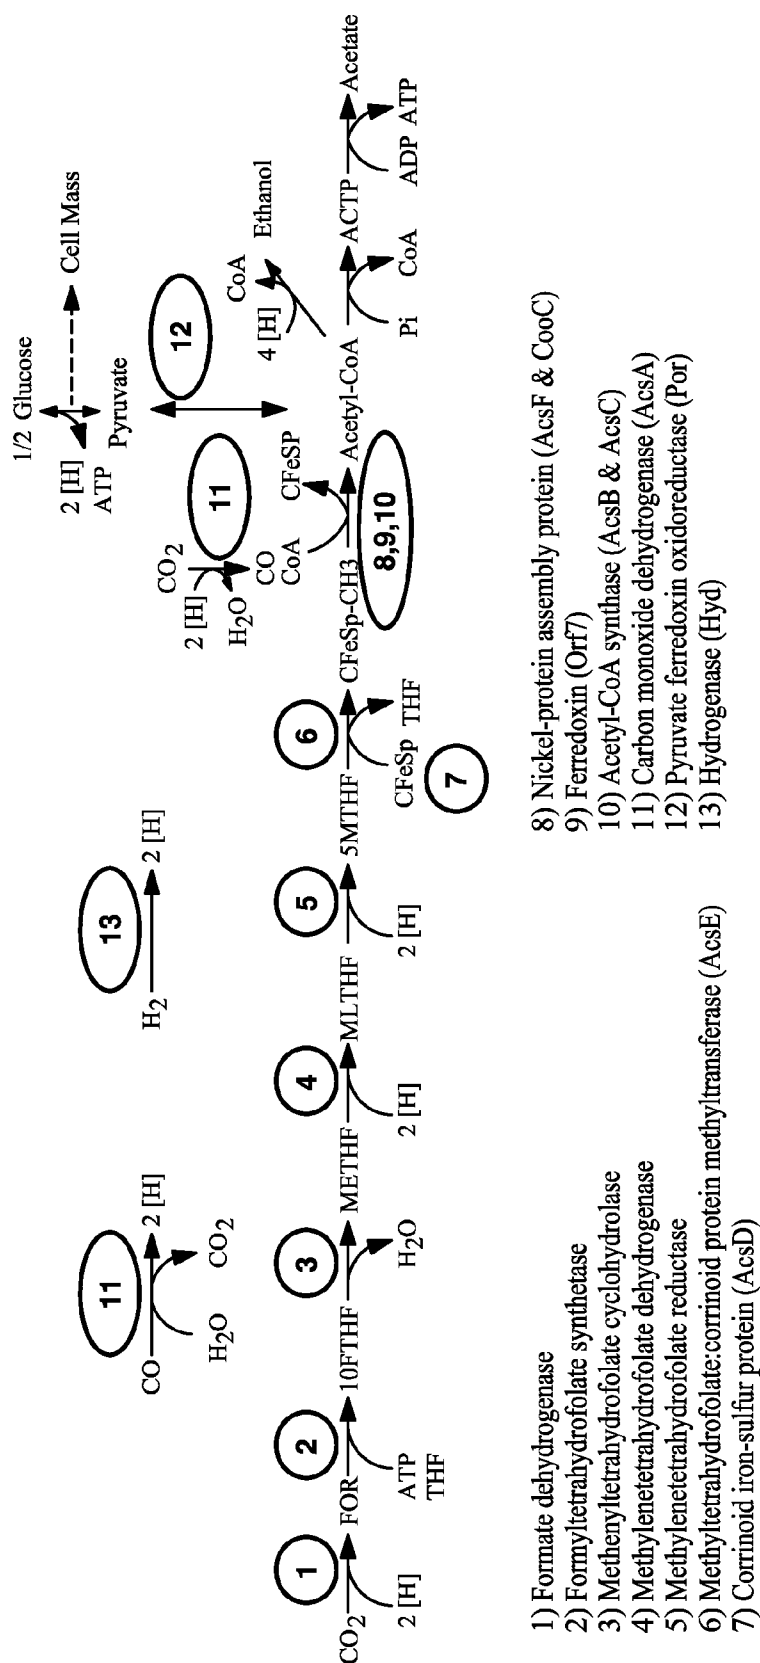 1/2 Glucose
2 [H]
ATP
Cell Mass
Pyruvate
12
CO2
11
2 [H]
H2O
CO
CoA
CFeSP
4 [H]
CoA
Ethanol
CO
11
2 [H]
H2O
CO2
H2
13
2 [H]
1
2
3
4
5
6
CO2
FOR
10FTHF
METHF
MLTHF
5MTHF
CFeSp-CH3
Acetyl-CoA
ACTP
Acetate
2 [H]
ATP
THF
H2O
2 [H]
2 [H]
CFeSp
THF
7
8,9,10
Pi
CoA
ADP
ATP
1) Formate dehydrogenase
2) Formyltetrahydrofolate synthetase
3) Methenyltetrahydrofolate cyclohydrolase
4) Methylenetetrahydrofolate dehydrogenase
5) Methylenetetrahydrofolate reductase
6) Methyltetrahydrofolate:corrinoid protein methyltransferase (AcsE)
7) Corrinoid iron-sulfur protein (AcsD)
8) Nickel-protein assembly protein (AcsF & CooC)
9) Ferredoxin (Orf7)
10) Acetyl-CoA synthase (AcsB & AcsC)
11) Carbon monoxide dehydrogenase (AcsA)
12) Pyruvate ferredoxin oxidoreductase (Por)
13) Hydrogenase (Hyd)